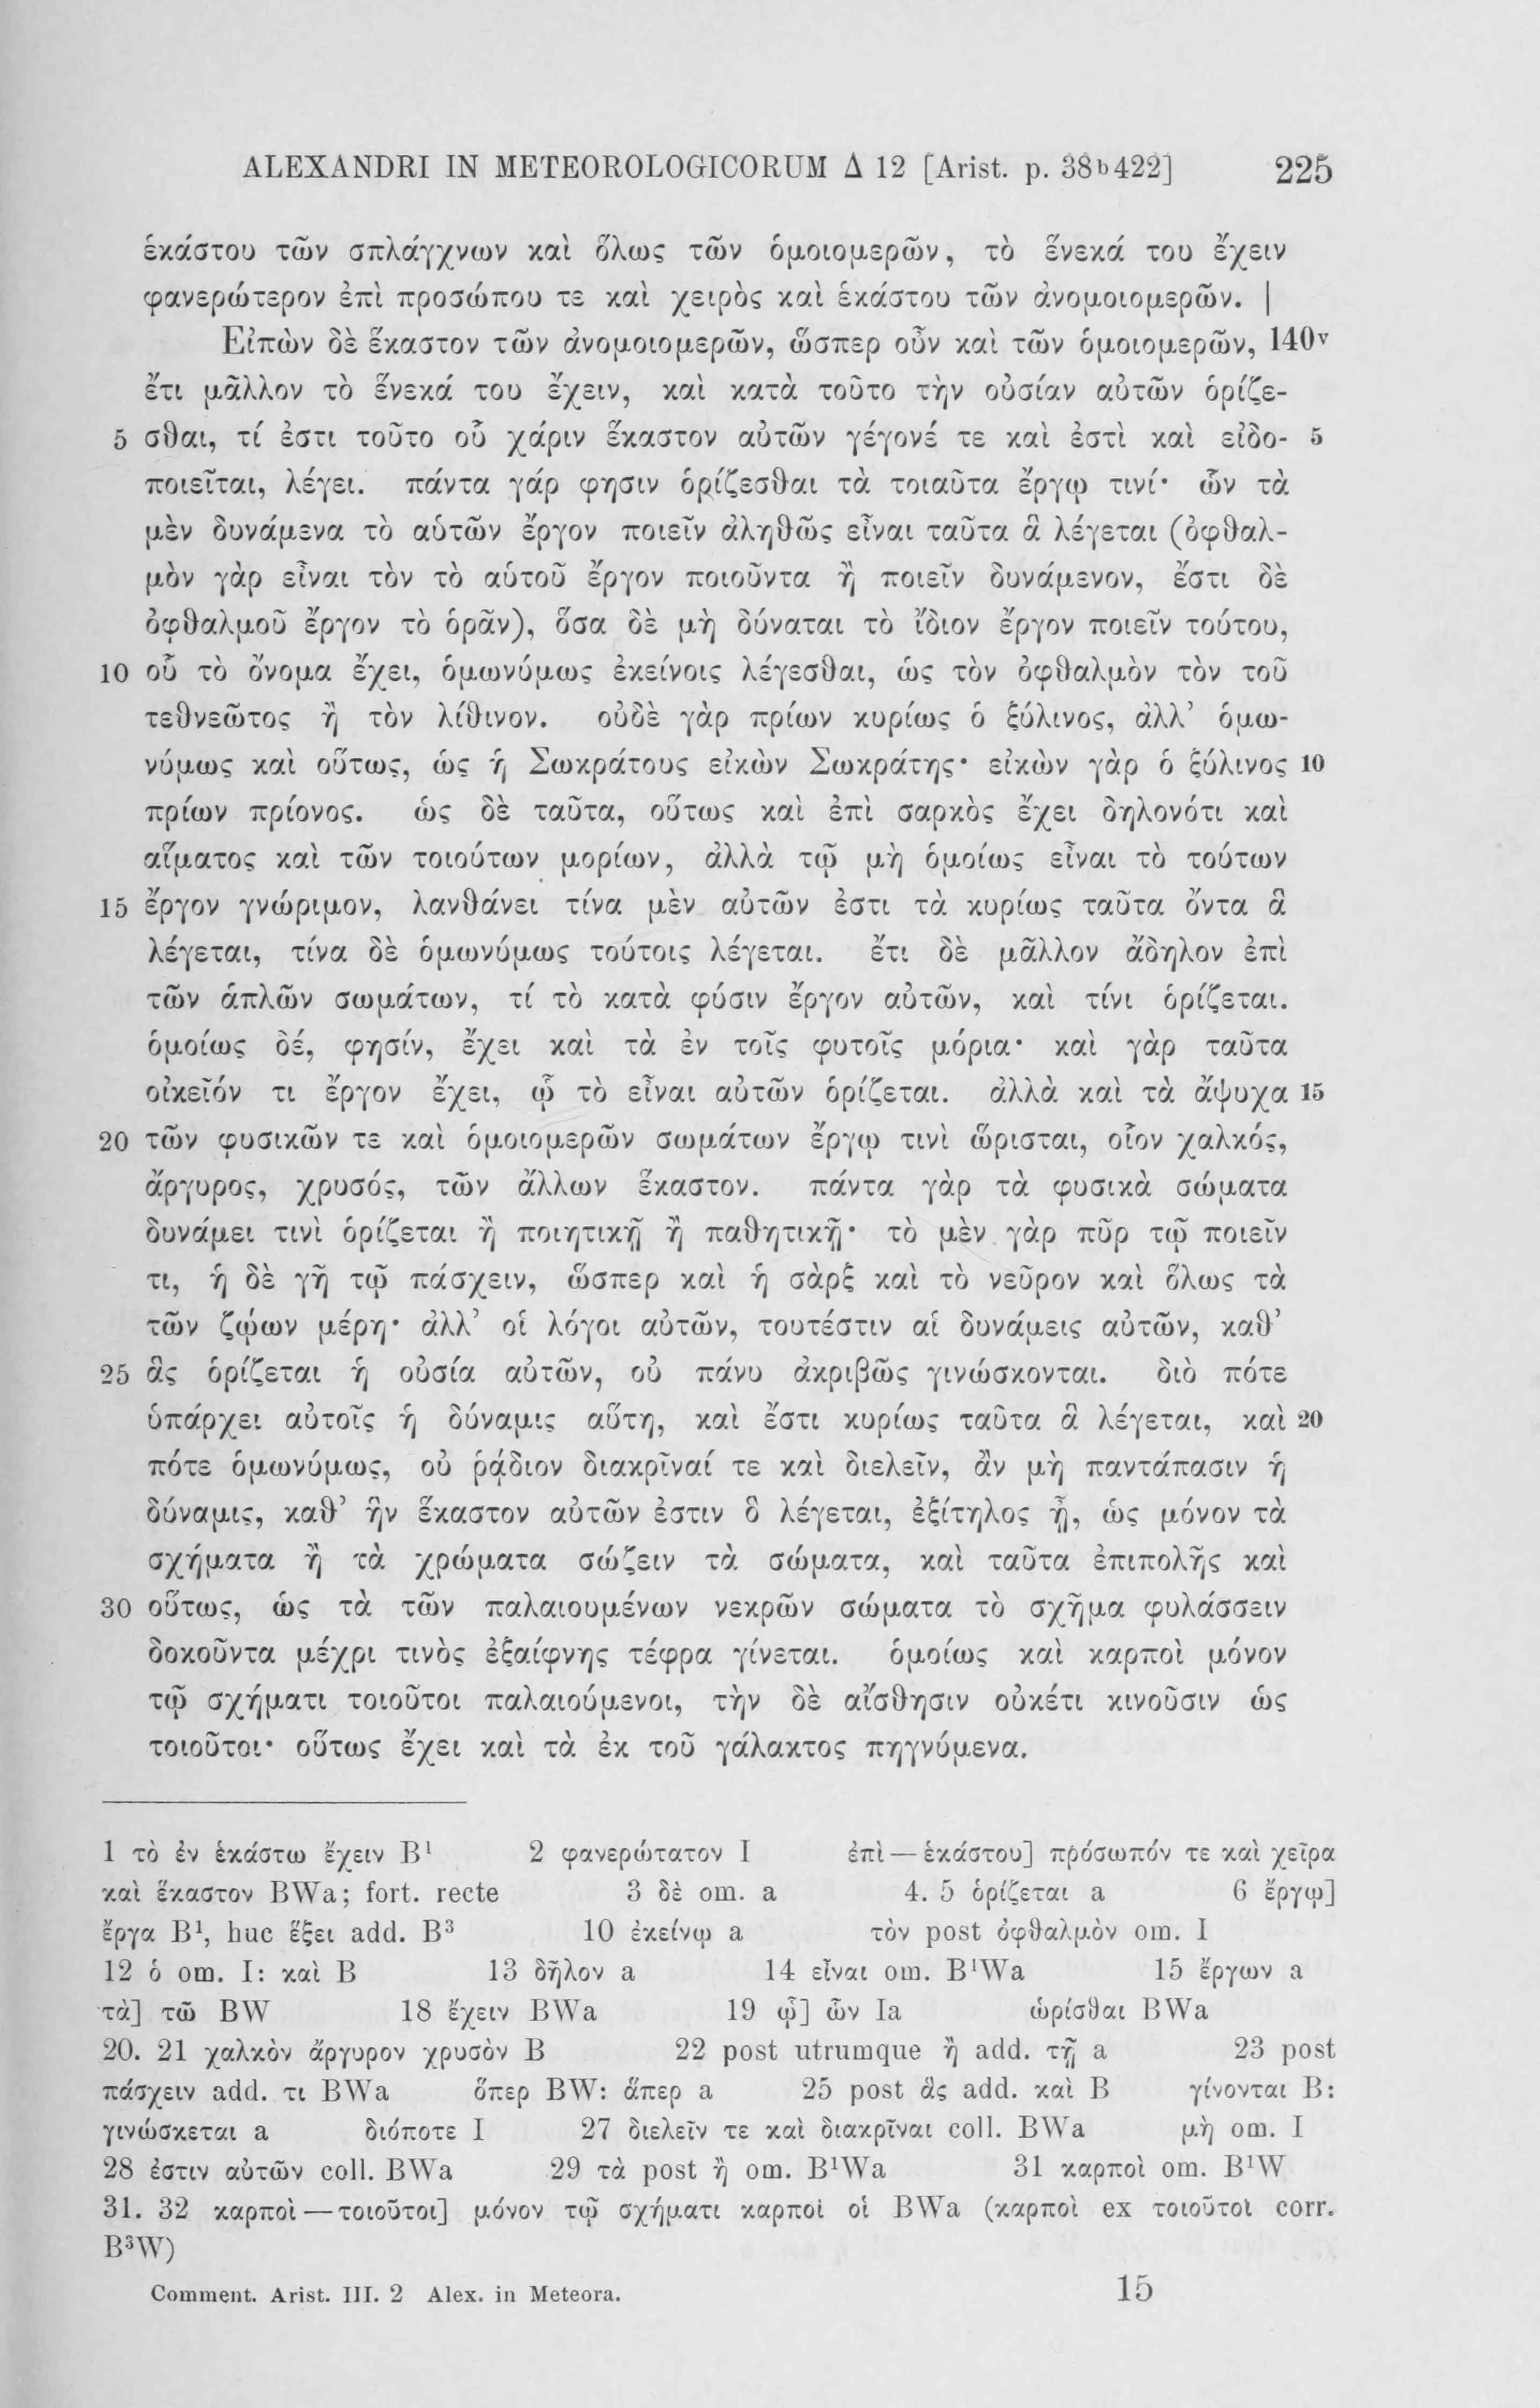 ALEXANDRI IN METEOROLOGICORUM Δ 12 [Arist. p. 38b422] 225
ἑκάστου τῶν σπλάγχνων καὶ ὅλως τῶν ὁμοιομερῶν, τὸ ἕνεκά του ἔχειν
φανερώτερον ἐπὶ προσώπου τε καὶ χειρὸς καὶ ἑκάστου τῶν ἀνομοιομερῶν. |
Εἰπὼν δὲ ἕκαστον τῶν ἀνομοιομερῶν, ὥσπερ οὖν καὶ τῶν ὁμοιομερῶν, 140v
ἔτι μᾶλλον τὸ ἕνεκά του ἔχειν, καὶ κατὰ τοῦτο τὴν οὐσίαν αὐτῶν ὁρίζε-
5 σθαι, τί ἐστι τοῦτο οὗ χάριν ἕκαστον αὐτῶν γέγονέ τε καὶ ἐστὶ καὶ εἰδο- 5
ποιεῖται, λέγει. πάντα γάρ φησιν ὁρίζεσθαι τὰ τοιαῦτα ἔργῳ τινί· ὧν τὰ
μὲν δυνάμενα τὸ αὑτῶν ἔργον ποιεῖν ἀληθῶς εἶναι ταῦτα ἃ λέγεται (ὀφθαλ-
μὸν γὰρ εἶναι τὸν τὸ αὑτοῦ ἔργον ποιοῦντα ἢ ποιεῖν δυνάμενον, ἔστι δὲ
ὀφθαλμοῦ ἔργον τὸ ὁρᾶν), ὅσα δὲ μὴ δύναται τὸ ἴδιον ἔργον ποιεῖν τούτου,
10 οὗ τὸ ὄνομα ἔχει, ὁμωνύμως ἐκείνοις λέγεσθαι, ὡς τὸν ὀφθαλμὸν τὸν τοῦ
τεθνεῶτος ἢ τὸν λίθινον. οὐδὲ γὰρ πρίων κυρίως ὁ ξύλινος, ἀλλ’ ὁμω-
νύμως καὶ οὕτως, ὡς ἡ Σωκράτους εἰκὼν Σωκράτης· εἰκὼν γὰρ ὁ ξύλινος 10
πρίων πρίονος. ὡς δὲ ταῦτα, οὕτως καὶ ἐπὶ σαρκὸς ἔχει δηλονότι καὶ
αἵματος καὶ τῶν τοιούτων μορίων, ἀλλὰ τῷ μὴ ὁμοίως εἶναι τὸ τούτων
15 ἔργον γνώριμον, λανθάνει τίνα μὲν αὐτῶν ἐστι τὰ κυρίως ταῦτα ὄντα ἃ
λέγεται, τίνα δὲ ὁμωνύμως τούτοις λέγεται. ἔτι δὲ μᾶλλον ἄδηλον ἐπὶ
τῶν ἁπλῶν σωμάτων, τί τὸ κατὰ φύσιν ἔργον αὐτῶν, καὶ τίνι ὁρίζεται.
ὁμοίως δέ, φησίν, ἔχει καὶ τὰ ἐν τοῖς φυτοῖς μόρια· καὶ γὰρ ταῦτα
οἰκεῖόν τι ἔργον ἔχει, ᾧ τὸ εἶναι αὐτῶν ὁρίζεται. ἀλλὰ καὶ τὰ ἄψυχα 15
20 τῶν φυσικῶν τε καὶ ὁμοιομερῶν σωμάτων ἔργῳ τινὶ ὥρισται, οἷον χαλκός,
ἄργυρος, χρυσός, τῶν ἄλλων ἕκαστον. πάντα γὰρ τὰ φυσικὰ σώματα
δυνάμει τινὶ ὁρίζεται ἢ ποιητικῇ ἢ παθητικῇ· τὸ μὲν γὰρ πῦρ τῷ ποιεῖν
τι, ἡ δὲ γῆ τῷ πάσχειν, ὥσπερ καὶ ἡ σὰρξ καὶ τὸ νεῦρον καὶ ὅλως τὰ
τῶν ζῴων μέρη· ἀλλ’ οἱ λόγοι αὐτῶν, τουτέστιν αἱ δυνάμεις αὐτῶν, καθ’
25 ἃς ὁρίζεται ἡ οὐσία αὐτῶν, οὐ πάνυ ἀκριβῶς γινώσκονται. διὸ πότε
ὑπάρχει αὐτοῖς ἡ δύναμις αὕτη, καὶ ἔστι κυρίως ταῦτα ἃ λέγεται, καὶ 20
πότε ὁμωνύμως, οὐ ῥᾴδιον διακρῖναί τε καὶ διελεῖν, ἂν μὴ παντάπασιν ἡ
δύναμις, καθ’ ἣν ἕκαστον αὐτῶν ἐστιν ὃ λέγεται, ἐξίτηλος ᾖ, ὡς μόνον τὰ
σχήματα ἢ τὰ χρώματα σώζειν τὰ σώματα, καὶ ταῦτα ἐπιπολῆς καὶ
30 οὕτως, ὡς τὰ τῶν παλαιουμένων νεκρῶν σώματα τὸ σχῆμα φυλάσσειν
δοκοῦντα μέχρι τινὸς ἐξαίφνης τέφρα γίνεται. ὁμοίως καὶ καρποὶ μόνον
τῷ σχήματι τοιοῦτοι παλαιούμενοι, τὴν δὲ αἴσθησιν οὐκέτι κινοῦσιν ὡς
τοιοῦτοι· οὕτως ἔχει καὶ τὰ ἐκ τοῦ γάλακτος πηγνύμενα.
1 τὸ ἐν ἑκάστω ἔχειν B¹ 2 φανερώτατον I ἐπὶ — ἑκάστου] πρόσωπόν τε καὶ χεῖρα
καὶ ἕκαστον BWa; fort. recte 3 δὲ om. a 4. 5 ὁρίζεται a 6 ἔργῳ]
ἔργα B¹, huc ἕξει add. B³ 10 ἐκείνῳ a τὸν post ὀφθαλμὸν om. I
12 ὁ om. I: καὶ B 13 δῆλον a 14 εἶναι om. B¹Wa 15 ἔργων a
τὰ] τῶ BW 18 ἔχειν BWa 19 ᾧ] ὧν Ia ὡρίσθαι BWa
20. 21 χαλκὸν ἄργυρον χρυσὸν B 22 post utrumque ἢ add. τῇ a 23 post
πάσχειν add. τι BWa ὅπερ BW: ἅπερ a 25 post ἃς add. καὶ B γίνονται B:
γινώσκεται a διόποτε I 27 διελεῖν τε καὶ διακρῖναι coll. BWa μὴ om. I
28 ἐστιν αὐτῶν coll. BWa 29 τὰ post ἢ om. B¹Wa 31 καρποὶ om. B¹W
31. 32 καρποὶ — τοιοῦτοι] μόνον τῷ σχήματι καρποὶ οἱ BWa (καρποὶ ex τοιοῦτοι corr.
B³W)
Comment. Arist. III. 2 Alex. in Meteora. 15